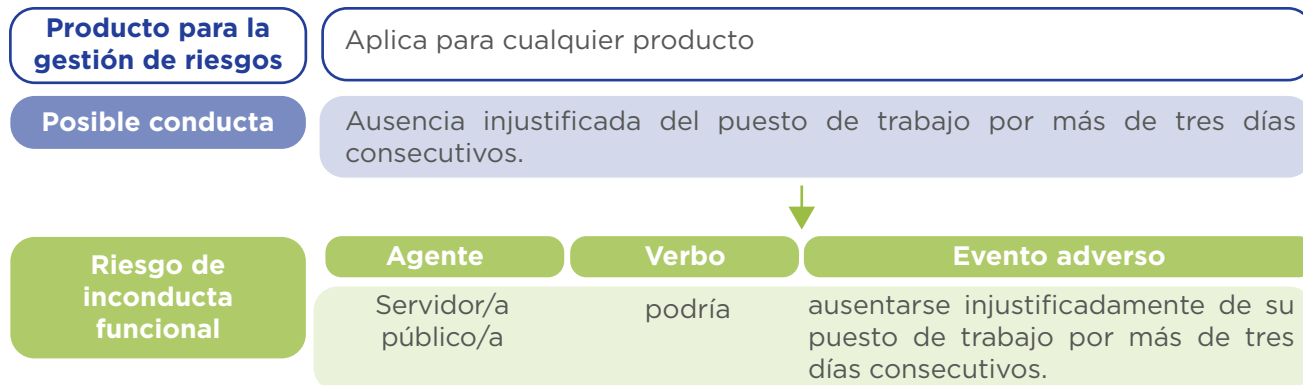 Producto para la
gestión de riesgos
Aplica para cualquier producto
Posible conducta
Ausencia injustificada del puesto de trabajo por más de tres días
consecutivos.
Riesgo de
inconducta
funcional
Agente
Verbo
Evento adverso
Servidor/a
público/a
podría
ausentarse injustificadamente de su
puesto de trabajo por más de tres
días consecutivos.